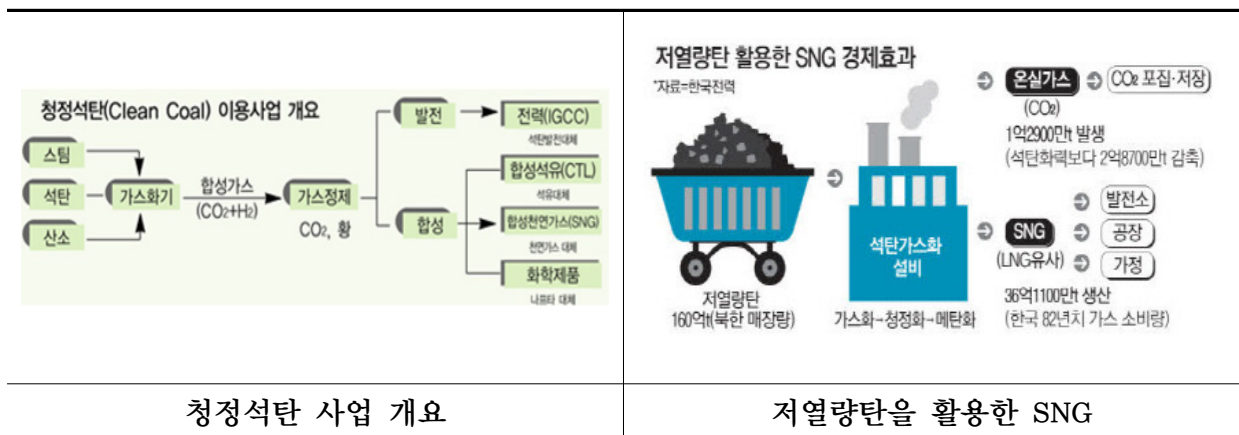 청정석탄(Clean Coal) 이용사업 개요
스팀
석탄
산소
가스화기
합성가스
(CO₂+H₂)
가스정제
CO₂, 황
발전
합성
전력(IGCC)
석탄발전대체
합성석유(CTL)
석유대체
합성천연가스(SNG)
천연가스 대체
화학제품
나프타 대체
저열량탄 활용한 SNG 경제효과
*자료=한국전력
저열량탄
160억t(북한 매장량)
석탄가스화
설비
가스화→청정화→메탄화
온실가스
(CO₂)
CO₂ 포집·저장
1억2900만t 발생
(석탄화력보다 2억8700만t 감축)
SNG
(LNG유사)
발전소
공장
가정
36억1100만t 생산
(한국 82년치 가스 소비량)
청정석탄 사업 개요
저열량탄을 활용한 SNG